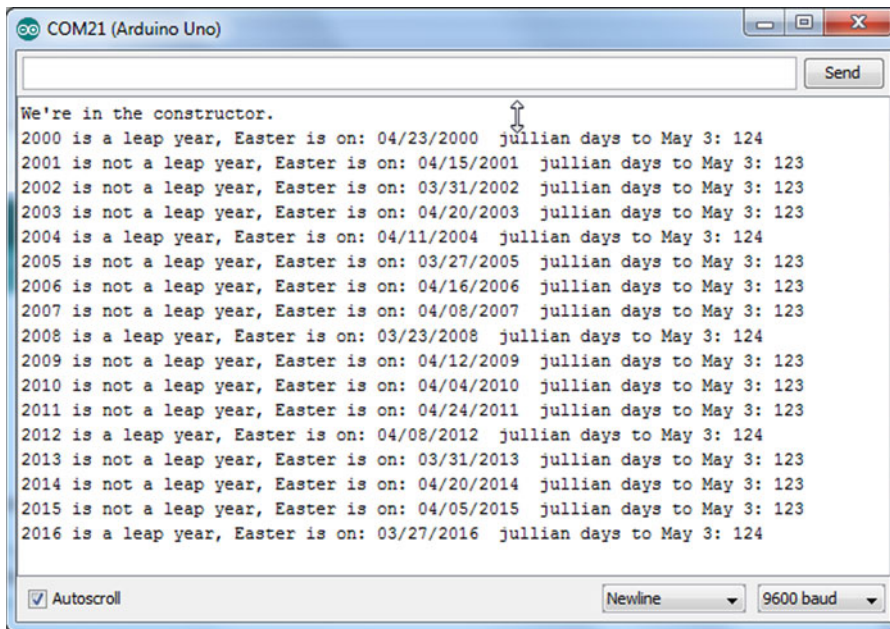 COM21 (Arduino Uno)
Send
We're in the constructor.
2000 is a leap year, Easter is on: 04/23/2000  jullian days to May 3: 124
2001 is not a leap year, Easter is on: 04/15/2001  jullian days to May 3: 123
2002 is not a leap year, Easter is on: 03/31/2002  jullian days to May 3: 123
2003 is not a leap year, Easter is on: 04/20/2003  jullian days to May 3: 123
2004 is a leap year, Easter is on: 04/11/2004  jullian days to May 3: 124
2005 is not a leap year, Easter is on: 03/27/2005  jullian days to May 3: 123
2006 is not a leap year, Easter is on: 04/16/2006  jullian days to May 3: 123
2007 is not a leap year, Easter is on: 04/08/2007  jullian days to May 3: 123
2008 is a leap year, Easter is on: 03/23/2008  jullian days to May 3: 124
2009 is not a leap year, Easter is on: 04/12/2009  jullian days to May 3: 123
2010 is not a leap year, Easter is on: 04/04/2010  jullian days to May 3: 123
2011 is not a leap year, Easter is on: 04/24/2011  jullian days to May 3: 123
2012 is a leap year, Easter is on: 04/08/2012  jullian days to May 3: 124
2013 is not a leap year, Easter is on: 03/31/2013  jullian days to May 3: 123
2014 is not a leap year, Easter is on: 04/20/2014  jullian days to May 3: 123
2015 is not a leap year, Easter is on: 04/05/2015  jullian days to May 3: 123
2016 is a leap year, Easter is on: 03/27/2016  jullian days to May 3: 124
Autoscroll Newline 9600 baud